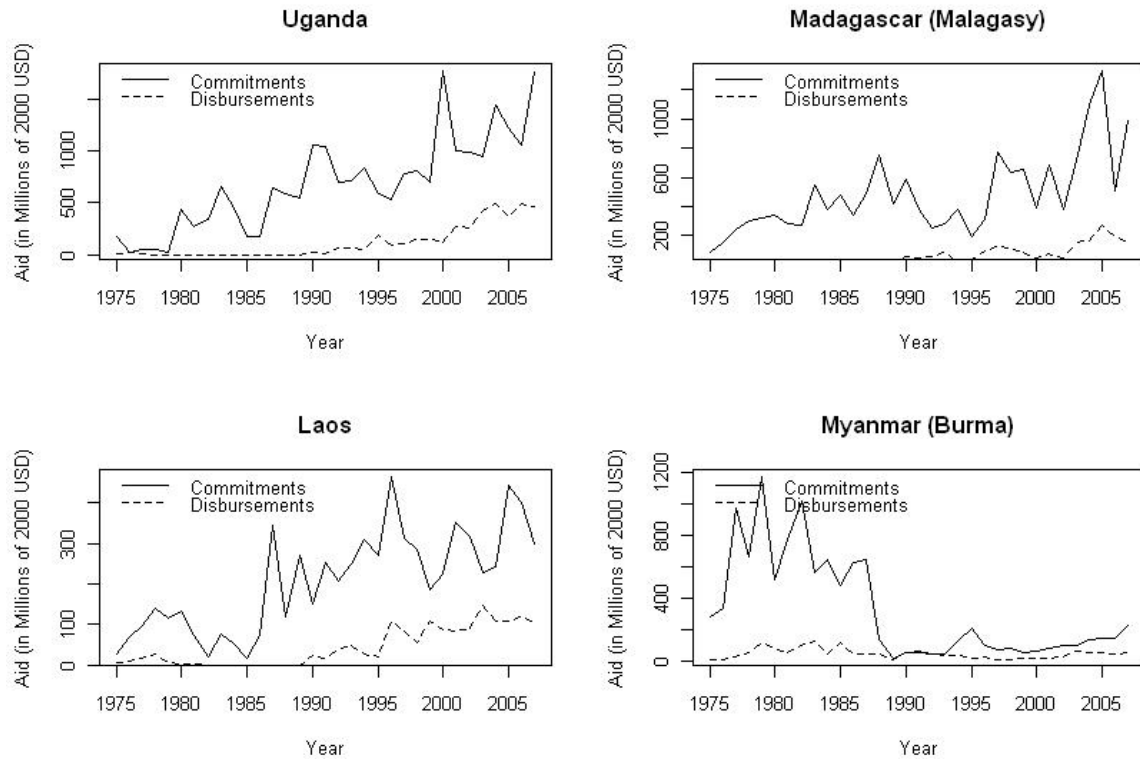 Uganda
Aid (in Millions of 2000 USD)
0 500 1000
Commitments
Disbursements
1975 1980 1985 1990 1995 2000 2005
Year
Madagascar (Malagasy)
Aid (in Millions of 2000 USD)
200 600 1000
Commitments
Disbursements
1975 1980 1985 1990 1995 2000 2005
Year
Laos
Aid (in Millions of 2000 USD)
0 100 300
Commitments
Disbursements
1975 1980 1985 1990 1995 2000 2005
Year
Myanmar (Burma)
Aid (in Millions of 2000 USD)
0 400 800 1200
Commitments
Disbursements
1975 1980 1985 1990 1995 2000 2005
Year